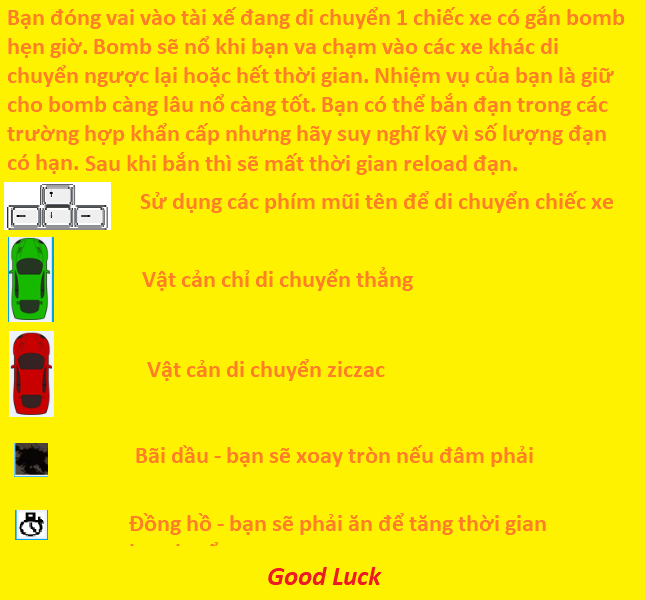 Bạn đóng vai vào tài xế đang di chuyển 1 chiếc xe có gắn bomb
hẹn giờ. Bomb sẽ nổ khi bạn va chạm vào các xe khác di
chuyển ngược lại hoặc hết thời gian. Nhiệm vụ của bạn là giữ
cho bomb càng lâu nổ càng tốt. Bạn có thể bắn đạn trong các
trường hợp khẩn cấp nhưng hãy suy nghĩ kỹ vì số lượng đạn
có hạn. Sau khi bắn thì sẽ mất thời gian reload đạn.
Sử dụng các phím mũi tên để di chuyển chiếc xe
Vật cản chỉ di chuyển thẳng
Vật cản di chuyển ziczac
Bãi dầu - bạn sẽ xoay tròn nếu đâm phải
Đồng hồ - bạn sẽ phải ăn để tăng thời gian
Good Luck